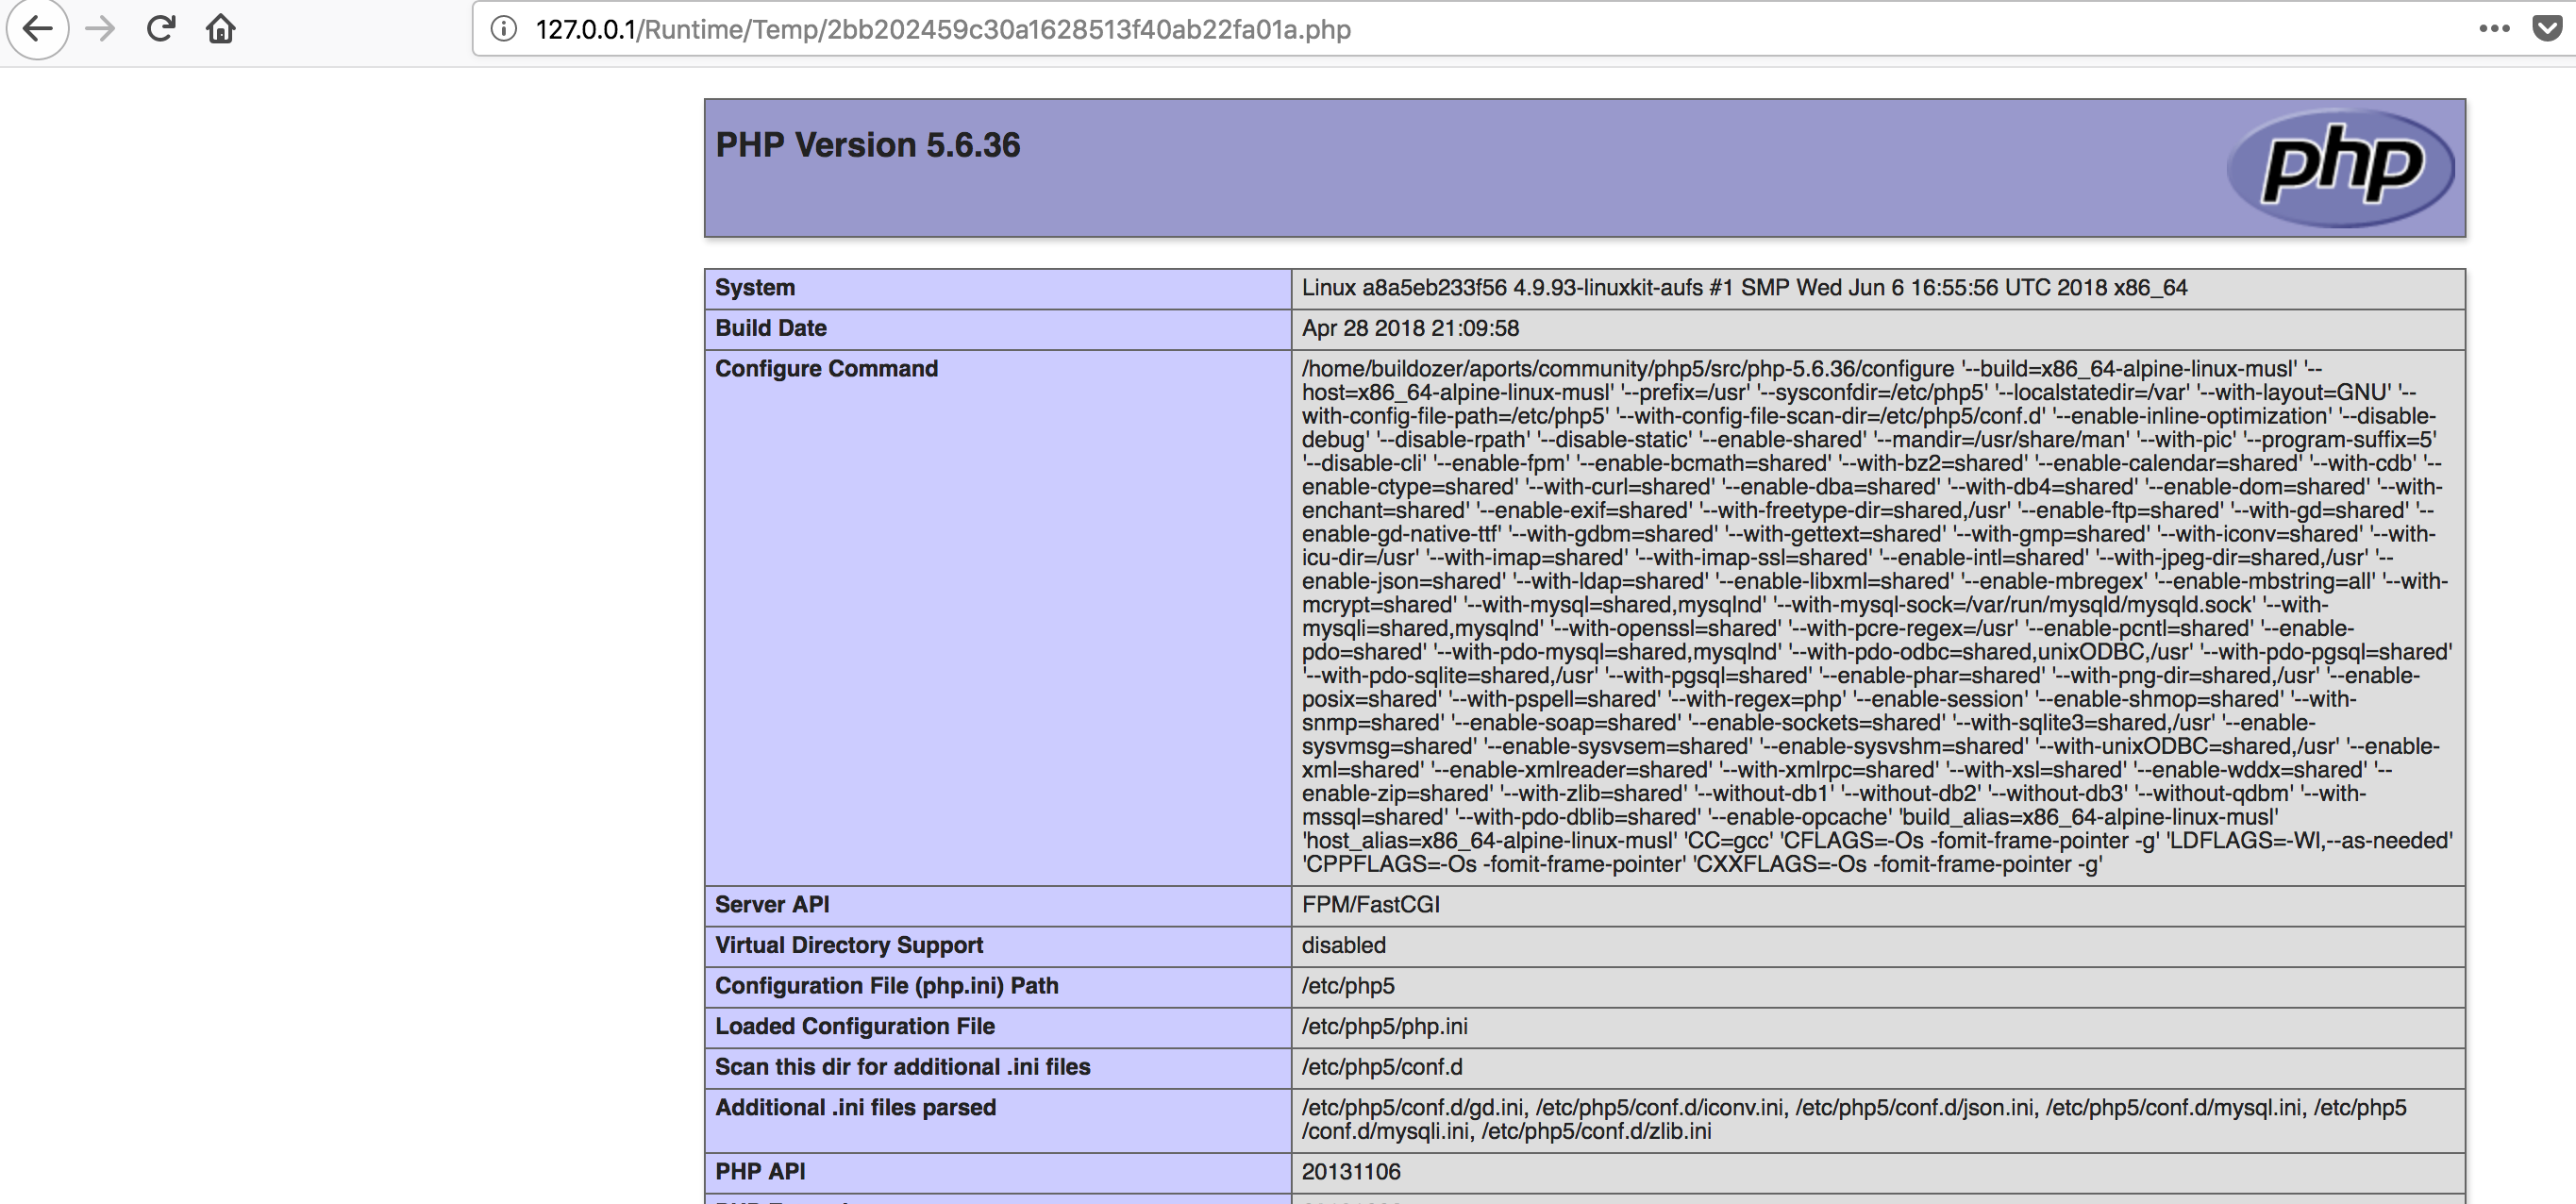 127.0.0.1/Runtime/Temp/2bb202459c30a1628513f40ab22fa01a.php
PHP Version 5.6.36
php
System
Linux a8a5eb233f56 4.9.93-linuxkit-aufs #1 SMP Wed Jun 6 16:55:56 UTC 2018 x86_64
Build Date
Apr 28 2018 21:09:58
Configure Command
/home/buildozer/aports/community/php5/src/php-5.6.36/configure '--build=x86_64-alpine-linux-musl' '--
host=x86_64-alpine-linux-musl' '--prefix=/usr' '--sysconfdir=/etc/php5' '--localstatedir=/var' '--with-layout=GNU' '--
with-config-file-path=/etc/php5' '--with-config-file-scan-dir=/etc/php5/conf.d' '--enable-inline-optimization' '--disable-
debug' '--disable-rpath' '--disable-static' '--enable-shared' '--mandir=/usr/share/man' '--with-pic' '--program-suffix=5'
'--disable-cli' '--enable-fpm' '--enable-bcmath=shared' '--with-bz2=shared' '--enable-calendar=shared' '--with-cdb' '--
enable-ctype=shared' '--with-curl=shared' '--enable-dba=shared' '--with-db4=shared' '--enable-dom=shared' '--with-
enchant=shared' '--enable-exif=shared' '--with-freetype-dir=shared,/usr' '--enable-ftp=shared' '--with-gd=shared' '--
enable-gd-native-ttf' '--with-gdbm=shared' '--with-gettext=shared' '--with-gmp=shared' '--with-iconv=shared' '--with-
icu-dir=/usr' '--with-imap=shared' '--with-imap-ssl=shared' '--enable-intl=shared' '--with-jpeg-dir=shared,/usr' '--
enable-json=shared' '--with-ldap=shared' '--enable-libxml=shared' '--enable-mbregex' '--enable-mbstring=all' '--with-
mcrypt=shared' '--with-mysql=shared,mysqlnd' '--with-mysql-sock=/var/run/mysqld/mysqld.sock' '--with-
mysqli=shared,mysqlnd' '--with-openssl=shared' '--with-pcre-regex=/usr' '--enable-pcntl=shared' '--enable-
pdo=shared' '--with-pdo-mysql=shared,mysqlnd' '--with-pdo-odbc=shared,unixODBC,/usr' '--with-pdo-pgsql=shared'
'--with-pdo-sqlite=shared,/usr' '--with-pgsql=shared' '--enable-phar=shared' '--with-png-dir=shared,/usr' '--enable-
posix=shared' '--with-pspell=shared' '--with-regex=php' '--enable-session' '--enable-shmop=shared' '--with-
snmp=shared' '--enable-soap=shared' '--enable-sockets=shared' '--with-sqlite3=shared,/usr' '--enable-
sysvmsg=shared' '--enable-sysvsem=shared' '--enable-sysvshm=shared' '--with-unixODBC=shared,/usr' '--enable-
xml=shared' '--enable-xmlreader=shared' '--with-xmlrpc=shared' '--with-xsl=shared' '--enable-wddx=shared' '--
enable-zip=shared' '--with-zlib=shared' '--without-db1' '--without-db2' '--without-db3' '--without-qdbm' '--with-
mssql=shared' '--with-pdo-dblib=shared' '--enable-opcache' 'build_alias=x86_64-alpine-linux-musl'
'host_alias=x86_64-alpine-linux-musl' 'CC=gcc' 'CFLAGS=-Os -fomit-frame-pointer -g' 'LDFLAGS=-Wl,--as-needed'
'CPPFLAGS=-Os -fomit-frame-pointer' 'CXXFLAGS=-Os -fomit-frame-pointer -g'
Server API
FPM/FastCGI
Virtual Directory Support
disabled
Configuration File (php.ini) Path
/etc/php5
Loaded Configuration File
/etc/php5/php.ini
Scan this dir for additional .ini files
/etc/php5/conf.d
Additional .ini files parsed
/etc/php5/conf.d/gd.ini, /etc/php5/conf.d/iconv.ini, /etc/php5/conf.d/json.ini, /etc/php5/conf.d/mysql.ini, /etc/php5
/conf.d/mysqli.ini, /etc/php5/conf.d/zlib.ini
PHP API
20131106